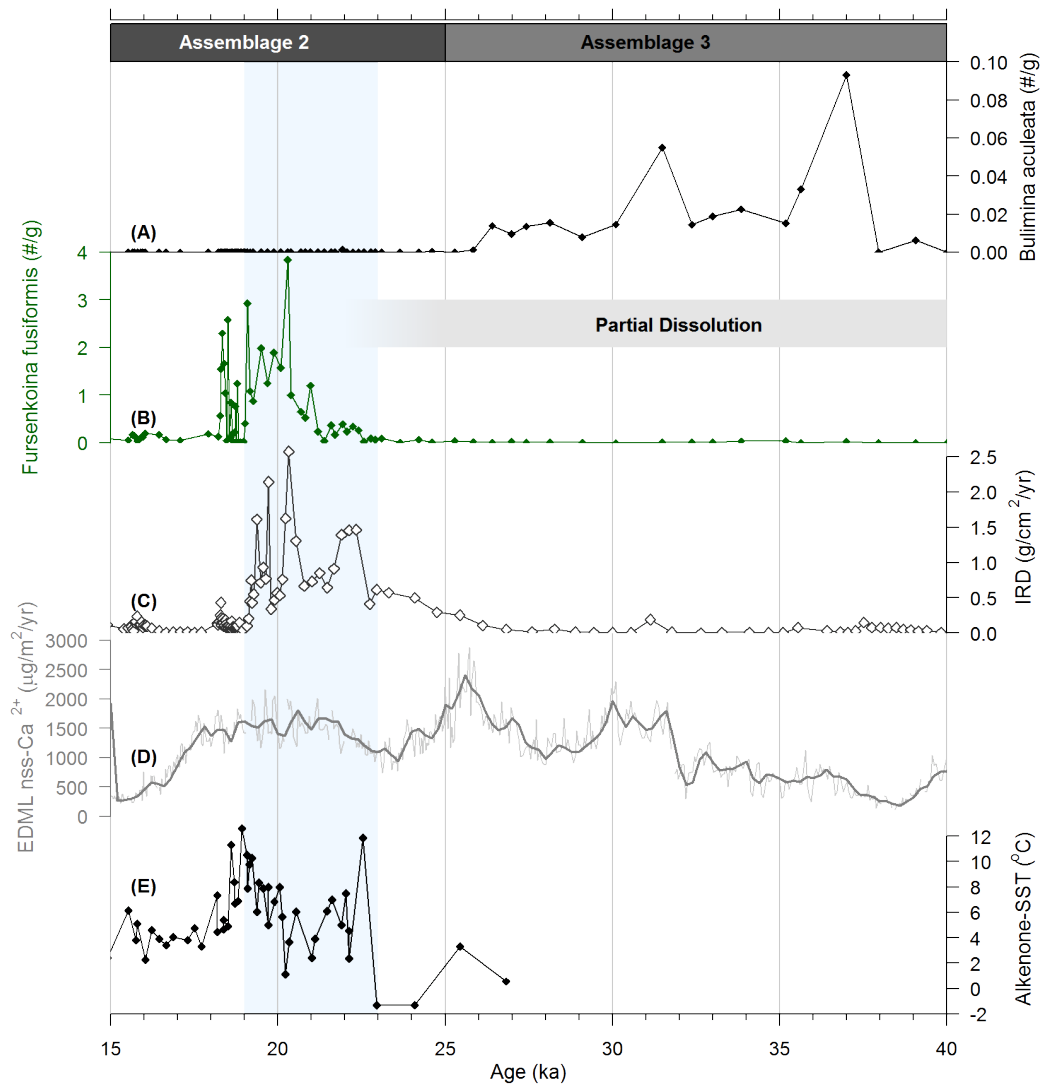 Assemblage 2 Assemblage 3
0.10
0.08
0.06
0.04
0.02
0.00
Bulimina aculeata (#/g)
(A)
4
3
2
1
0
Fursenkoina fusiformis (#/g)
Partial Dissolution
(B)
2.5
2.0
1.5
1.0
0.5
0.0
IRD (g/cm²/yr)
(C)
3000
2500
2000
1500
1000
500
0
EDML nss-Ca²⁺ (µg/m²/yr)
(D)
12
10
8
6
4
2
0
-2
Alkenone-SST (°C)
(E)
15 20 25 30 35 40
Age (ka)